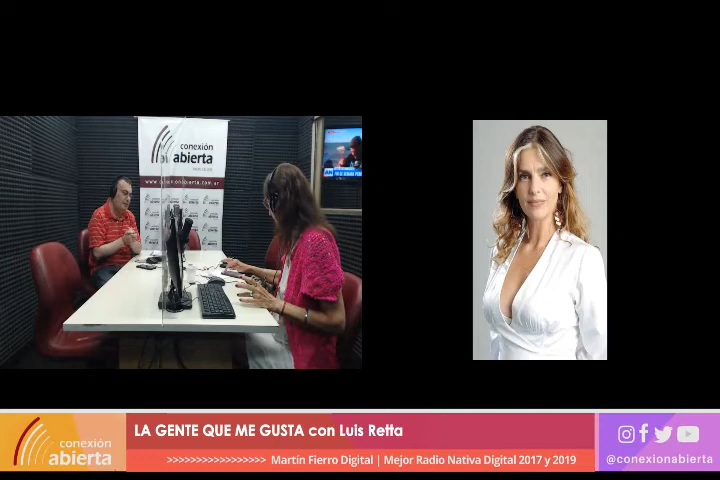 conexión
abierta
conexión
abierta
LA GENTE QUE ME GUSTA con Luis Retta
>>>>>>>>>>>>>>>>> Martín Fierro Digital | Mejor Radio Nativa Digital 2017 y 2019
@conexionabierta